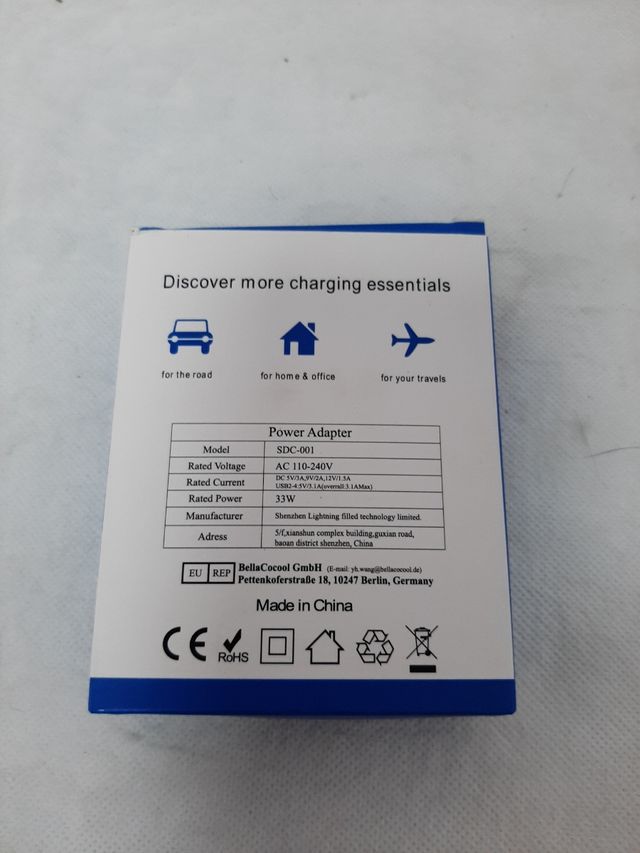 Discover more charging essentials
for the road
for home & office
for your travels
Power Adapter
Model SDC-001
Rated Voltage AC 110-240V
Rated Current DC 5V/3A,9V/2A,12V/1.5A
USB2-4:5V/3.1A(overrall:3.1AMax)
Rated Power 33W
Manufacturer Shenzhen Lightning filled technology limited.
Adress 5/f,xianshun complex building,guxian road,
baoan district shenzhen, China
EU REP BellaCocool GmbH (E-mail: yh.wang@bellacocool.de)
Pettenkoferstraße 18, 10247 Berlin, Germany
Made in China
CE RoHS